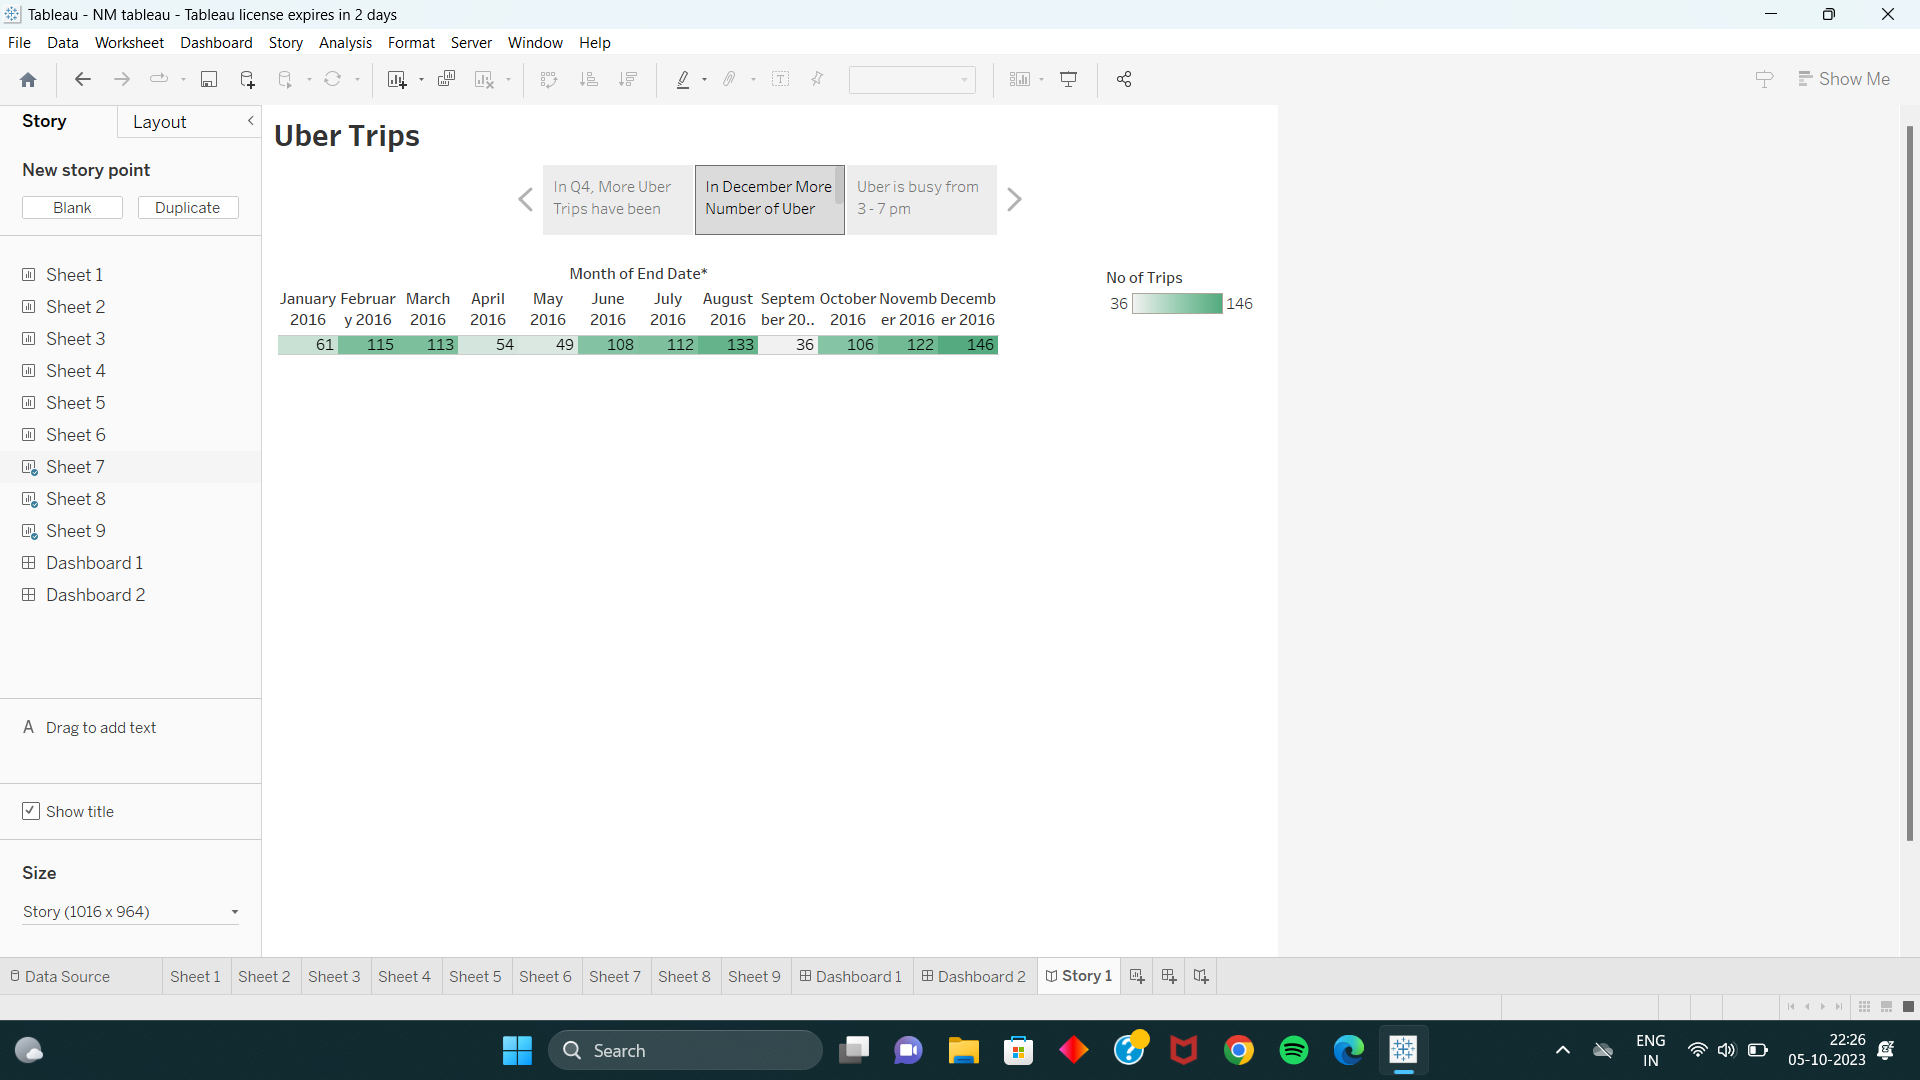 Tableau - NM tableau - Tableau license expires in 2 days
File Data Worksheet Dashboard Story Analysis Format Server Window Help
Show Me
Story Layout
New story point
Blank Duplicate
Sheet 1
Sheet 2
Sheet 3
Sheet 4
Sheet 5
Sheet 6
Sheet 7
Sheet 8
Sheet 9
Dashboard 1
Dashboard 2
A Drag to add text
Show title
Size
Story (1016 x 964)
Uber Trips
In Q4, More Uber
Trips have been
In December More
Number of Uber
Uber is busy from
3 - 7 pm
Month of End Date*
January Februar March April May June July August Septem October Novemb Decemb
2016 y 2016 2016 2016 2016 2016 2016 2016 ber 20.. 2016 er 2016 er 2016
61 115 113 54 49 108 112 133 36 106 122 146
No of Trips
36 146
Data Source Sheet 1 Sheet 2 Sheet 3 Sheet 4 Sheet 5 Sheet 6 Sheet 7 Sheet 8 Sheet 9 Dashboard 1 Dashboard 2 Story 1
Search
ENG
IN
22:26
05-10-2023